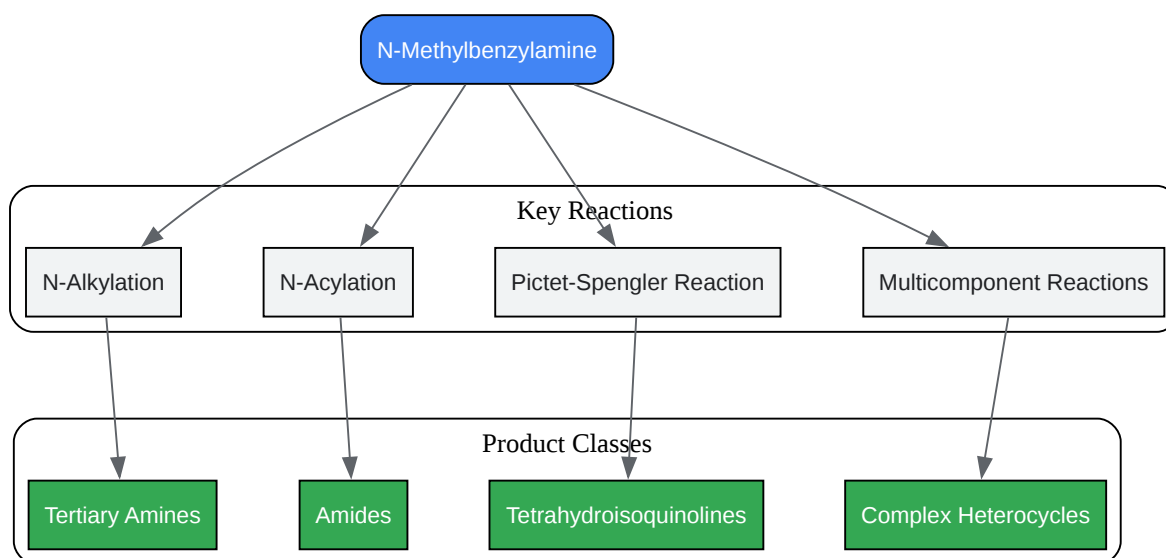 N-Methylbenzylamine
Key Reactions
N-Alkylation
N-Acylation
Pictet-Spengler Reaction
Multicomponent Reactions
Product Classes
Tertiary Amines
Amides
Tetrahydroisoquinolines
Complex Heterocycles